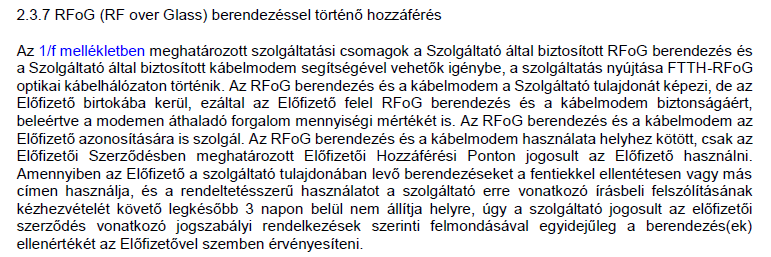 2.3.7 RFoG (RF over Glass) berendezéssel történő hozzáférés
Az 1/f mellékletben meghatározott szolgáltatási csomagok a Szolgáltató által biztosított RFoG berendezés és
a Szolgáltató által biztosított kábelmodem segítségével vehetők igénybe, a szolgáltatás nyújtása FTTH-RFoG
optikai kábelhálózaton történik. Az RFoG berendezés és a kábelmodem a Szolgáltató tulajdonát képezi, de az
Előfizető birtokába kerül, ezáltal az Előfizető felel RFoG berendezés és a kábelmodem biztonságáért,
beleértve a modemen áthaladó forgalom mennyiségi mértékét is. Az RFoG berendezés és a kábelmodem az
Előfizető azonosítására is szolgál. Az RFoG berendezés és a kábelmodem használata helyhez kötött, csak az
Előfizetői Szerződésben meghatározott Előfizetői Hozzáférési Ponton jogosult az Előfizető használni.
Amennyiben az Előfizető a szolgáltató tulajdonában levő berendezéseket a fentiekkel ellentétesen vagy más
címen használja, és a rendeltetésszerű használatot a szolgáltató erre vonatkozó írásbeli felszólításának
kézhezvételét követő legkésőbb 3 napon belül nem állítja helyre, úgy a szolgáltató jogosult az előfizetői
szerződés vonatkozó jogszabályi rendelkezések szerinti felmondásával egyidejűleg a berendezés(ek)
ellenértékét az Előfizetővel szemben érvényesíteni.